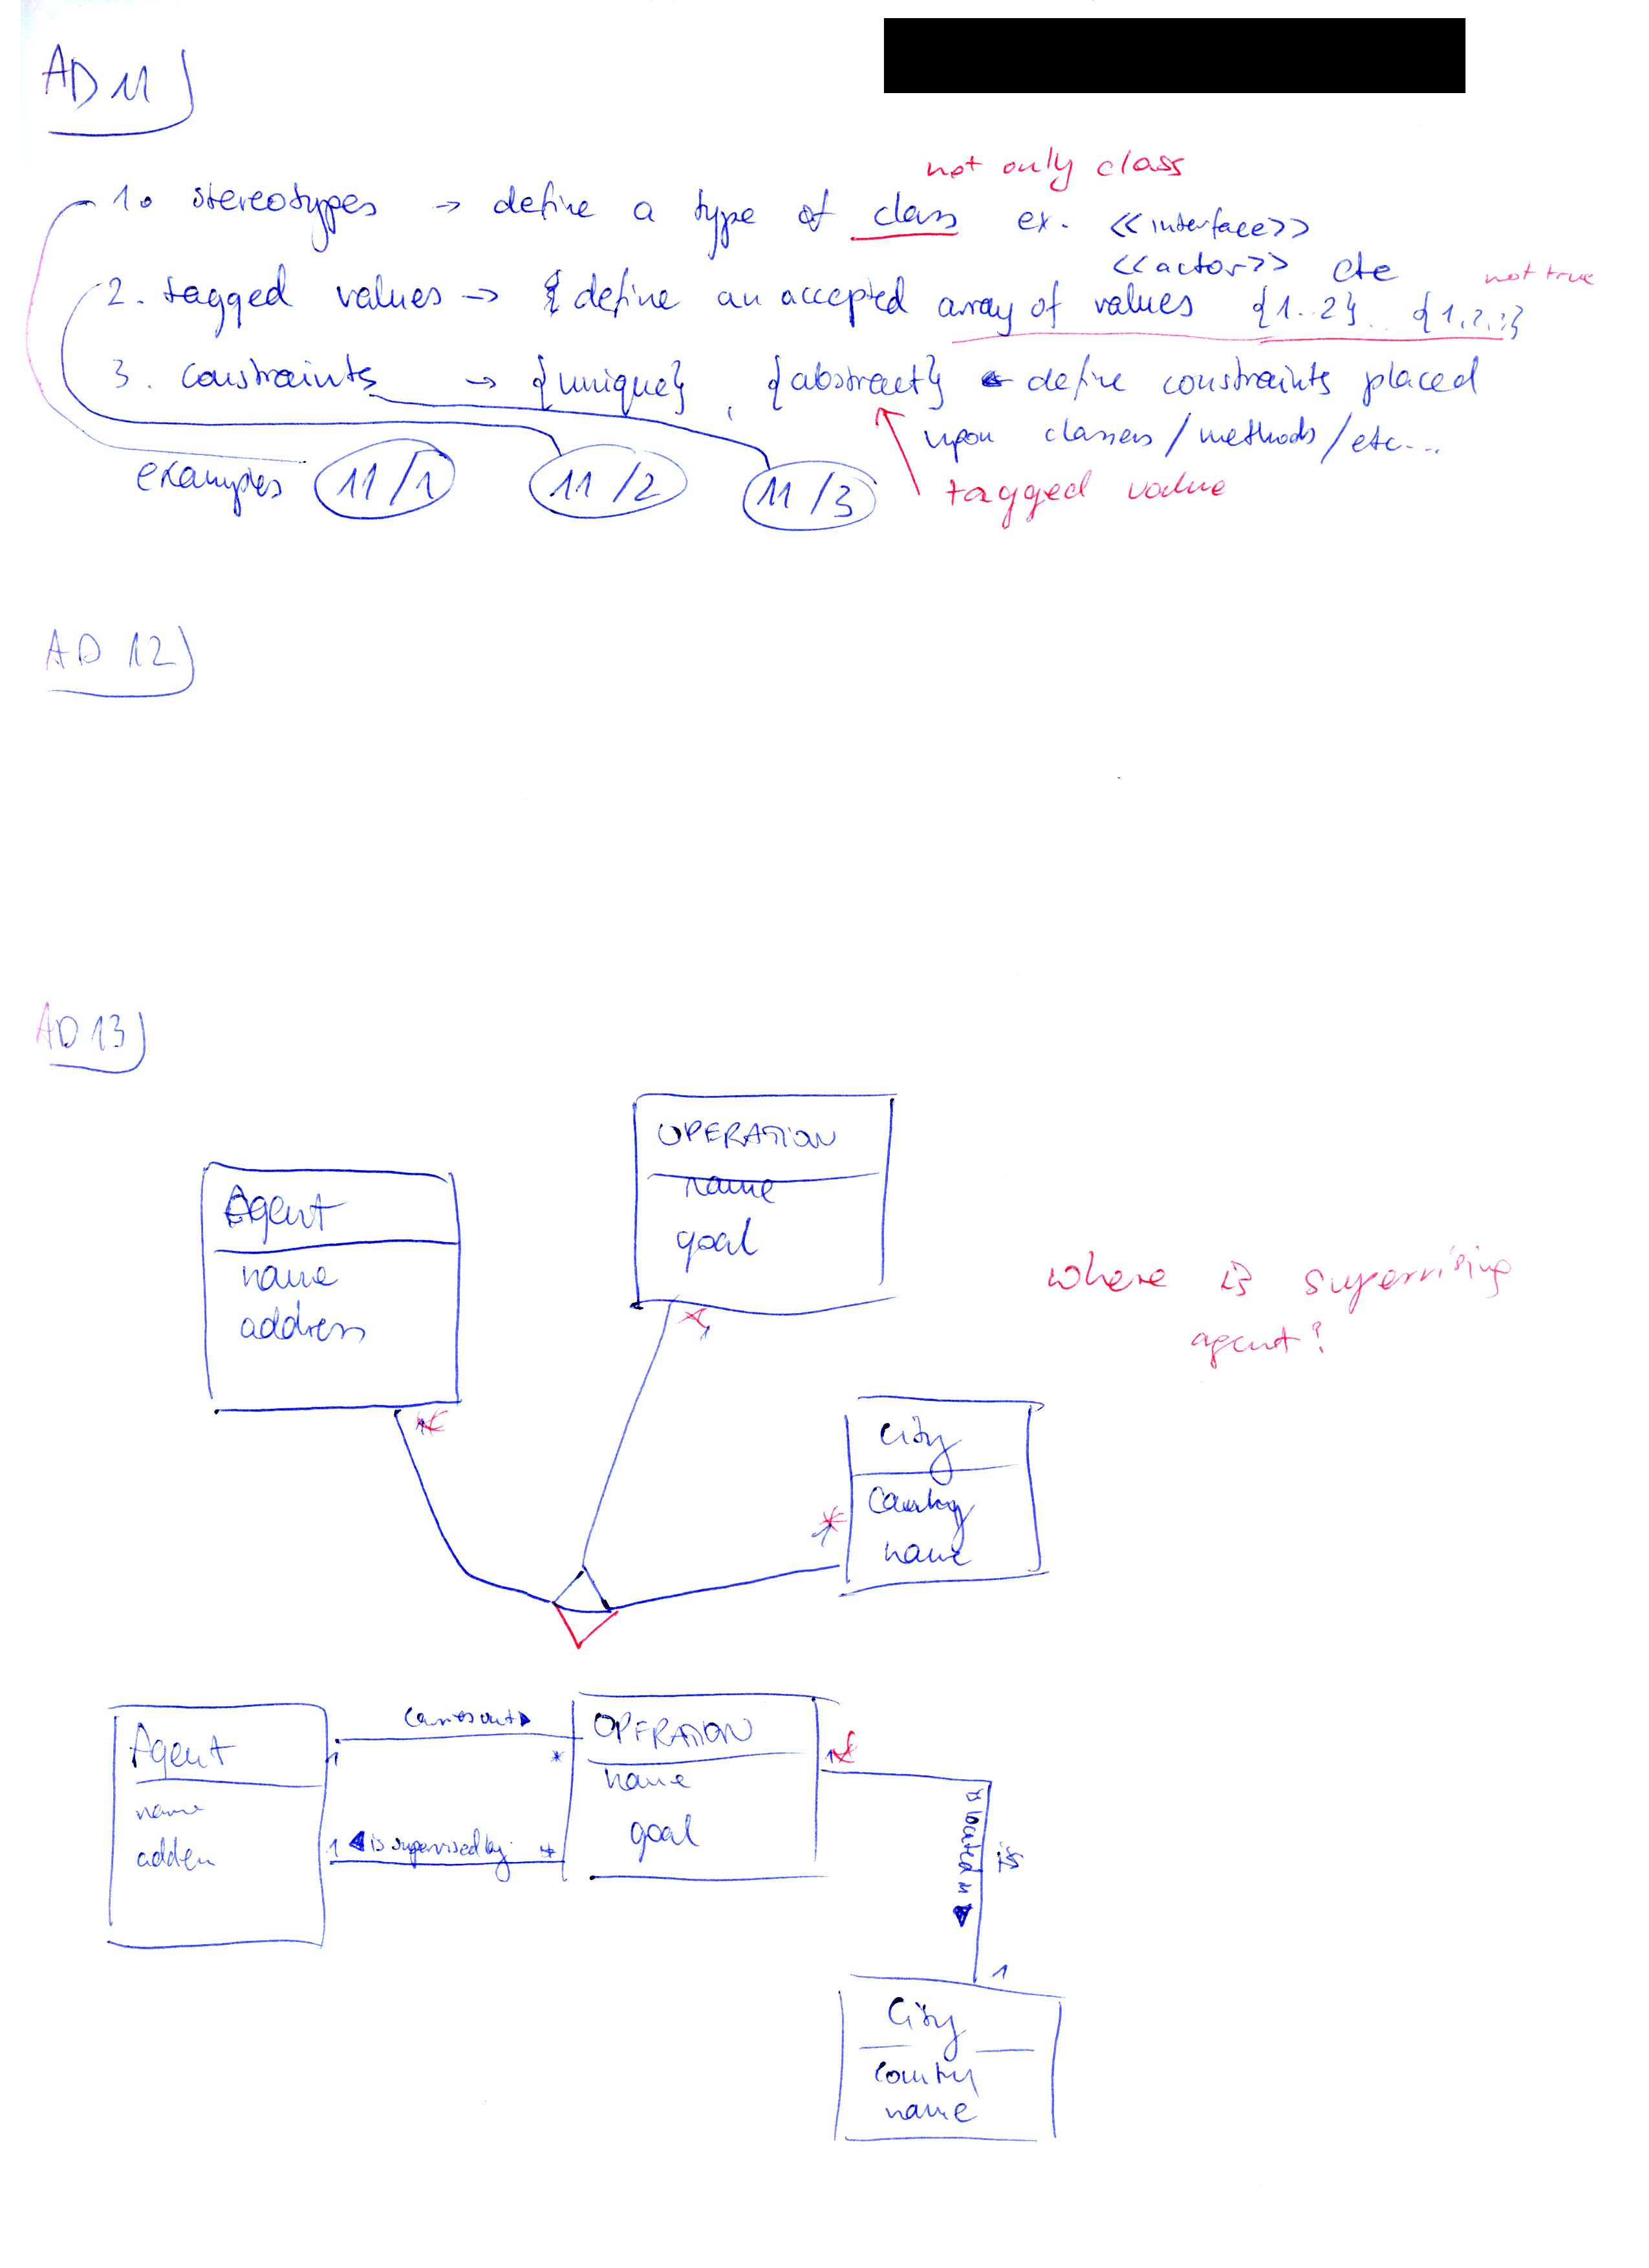 AD 11)
not only class
1. stereotypes → define a type of class ex. <<interface>>
<<actor>> etc
not true
2. tagged values → define an accepted array of values {1..2}
3. constraints → {unique}, {abstract} define constraints placed
upon classes/methods/etc...
examples 11/1 11/2 11/3
tagged value
AD 12)
AD 13)
OPERATION
name
goal
Agent
name
address
where is supervising
agent?
*
*
City
Country
name
*
Agent
name
address
carries out
1 *
1 is supervised by *
OPERATION
name
goal
*
is located in
1
City
country
name